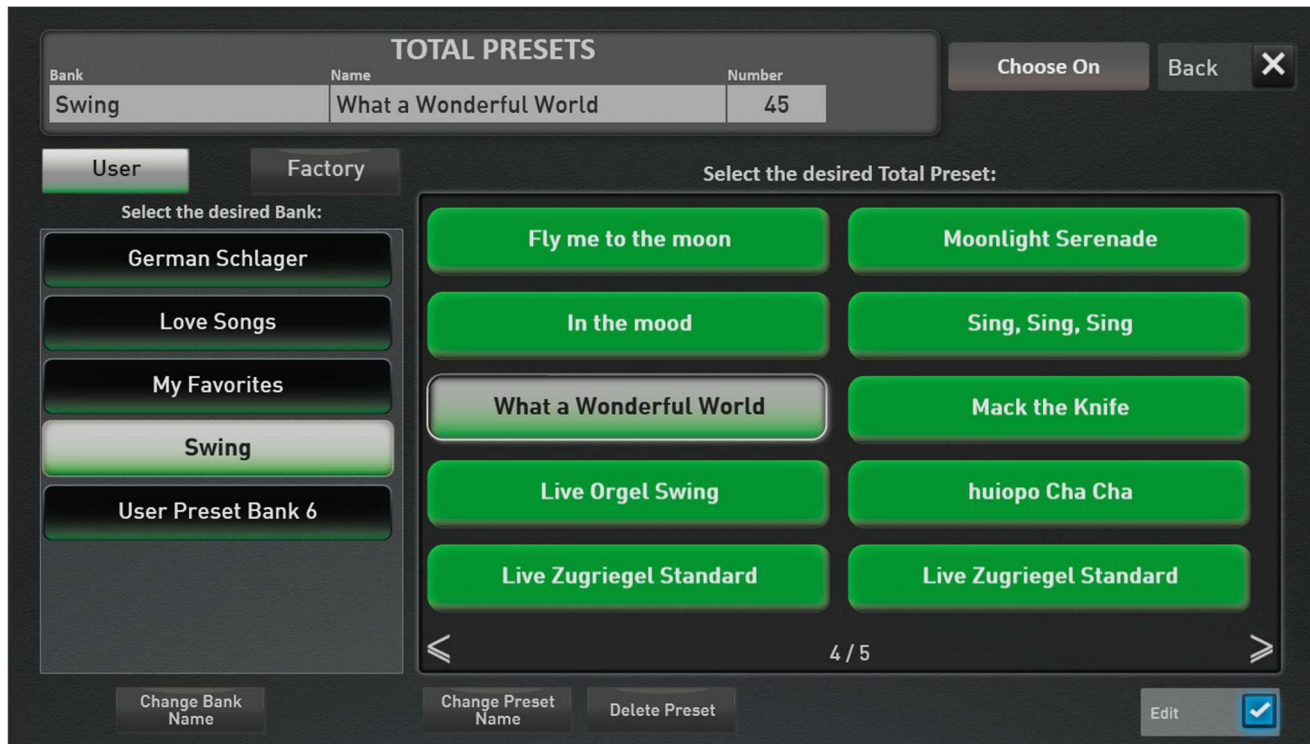 TOTAL PRESETS
Bank Name Number
Swing What a Wonderful World 45
Choose On
Back
User Factory
Select the desired Bank:
German Schlager
Love Songs
My Favorites
Swing
User Preset Bank 6
Select the desired Total Preset:
Fly me to the moon Moonlight Serenade
In the mood Sing, Sing, Sing
What a Wonderful World Mack the Knife
Live Orgel Swing huiopo Cha Cha
Live Zugriegel Standard Live Zugriegel Standard
4 / 5
Change Bank
Name
Change Preset
Name
Delete Preset
Edit